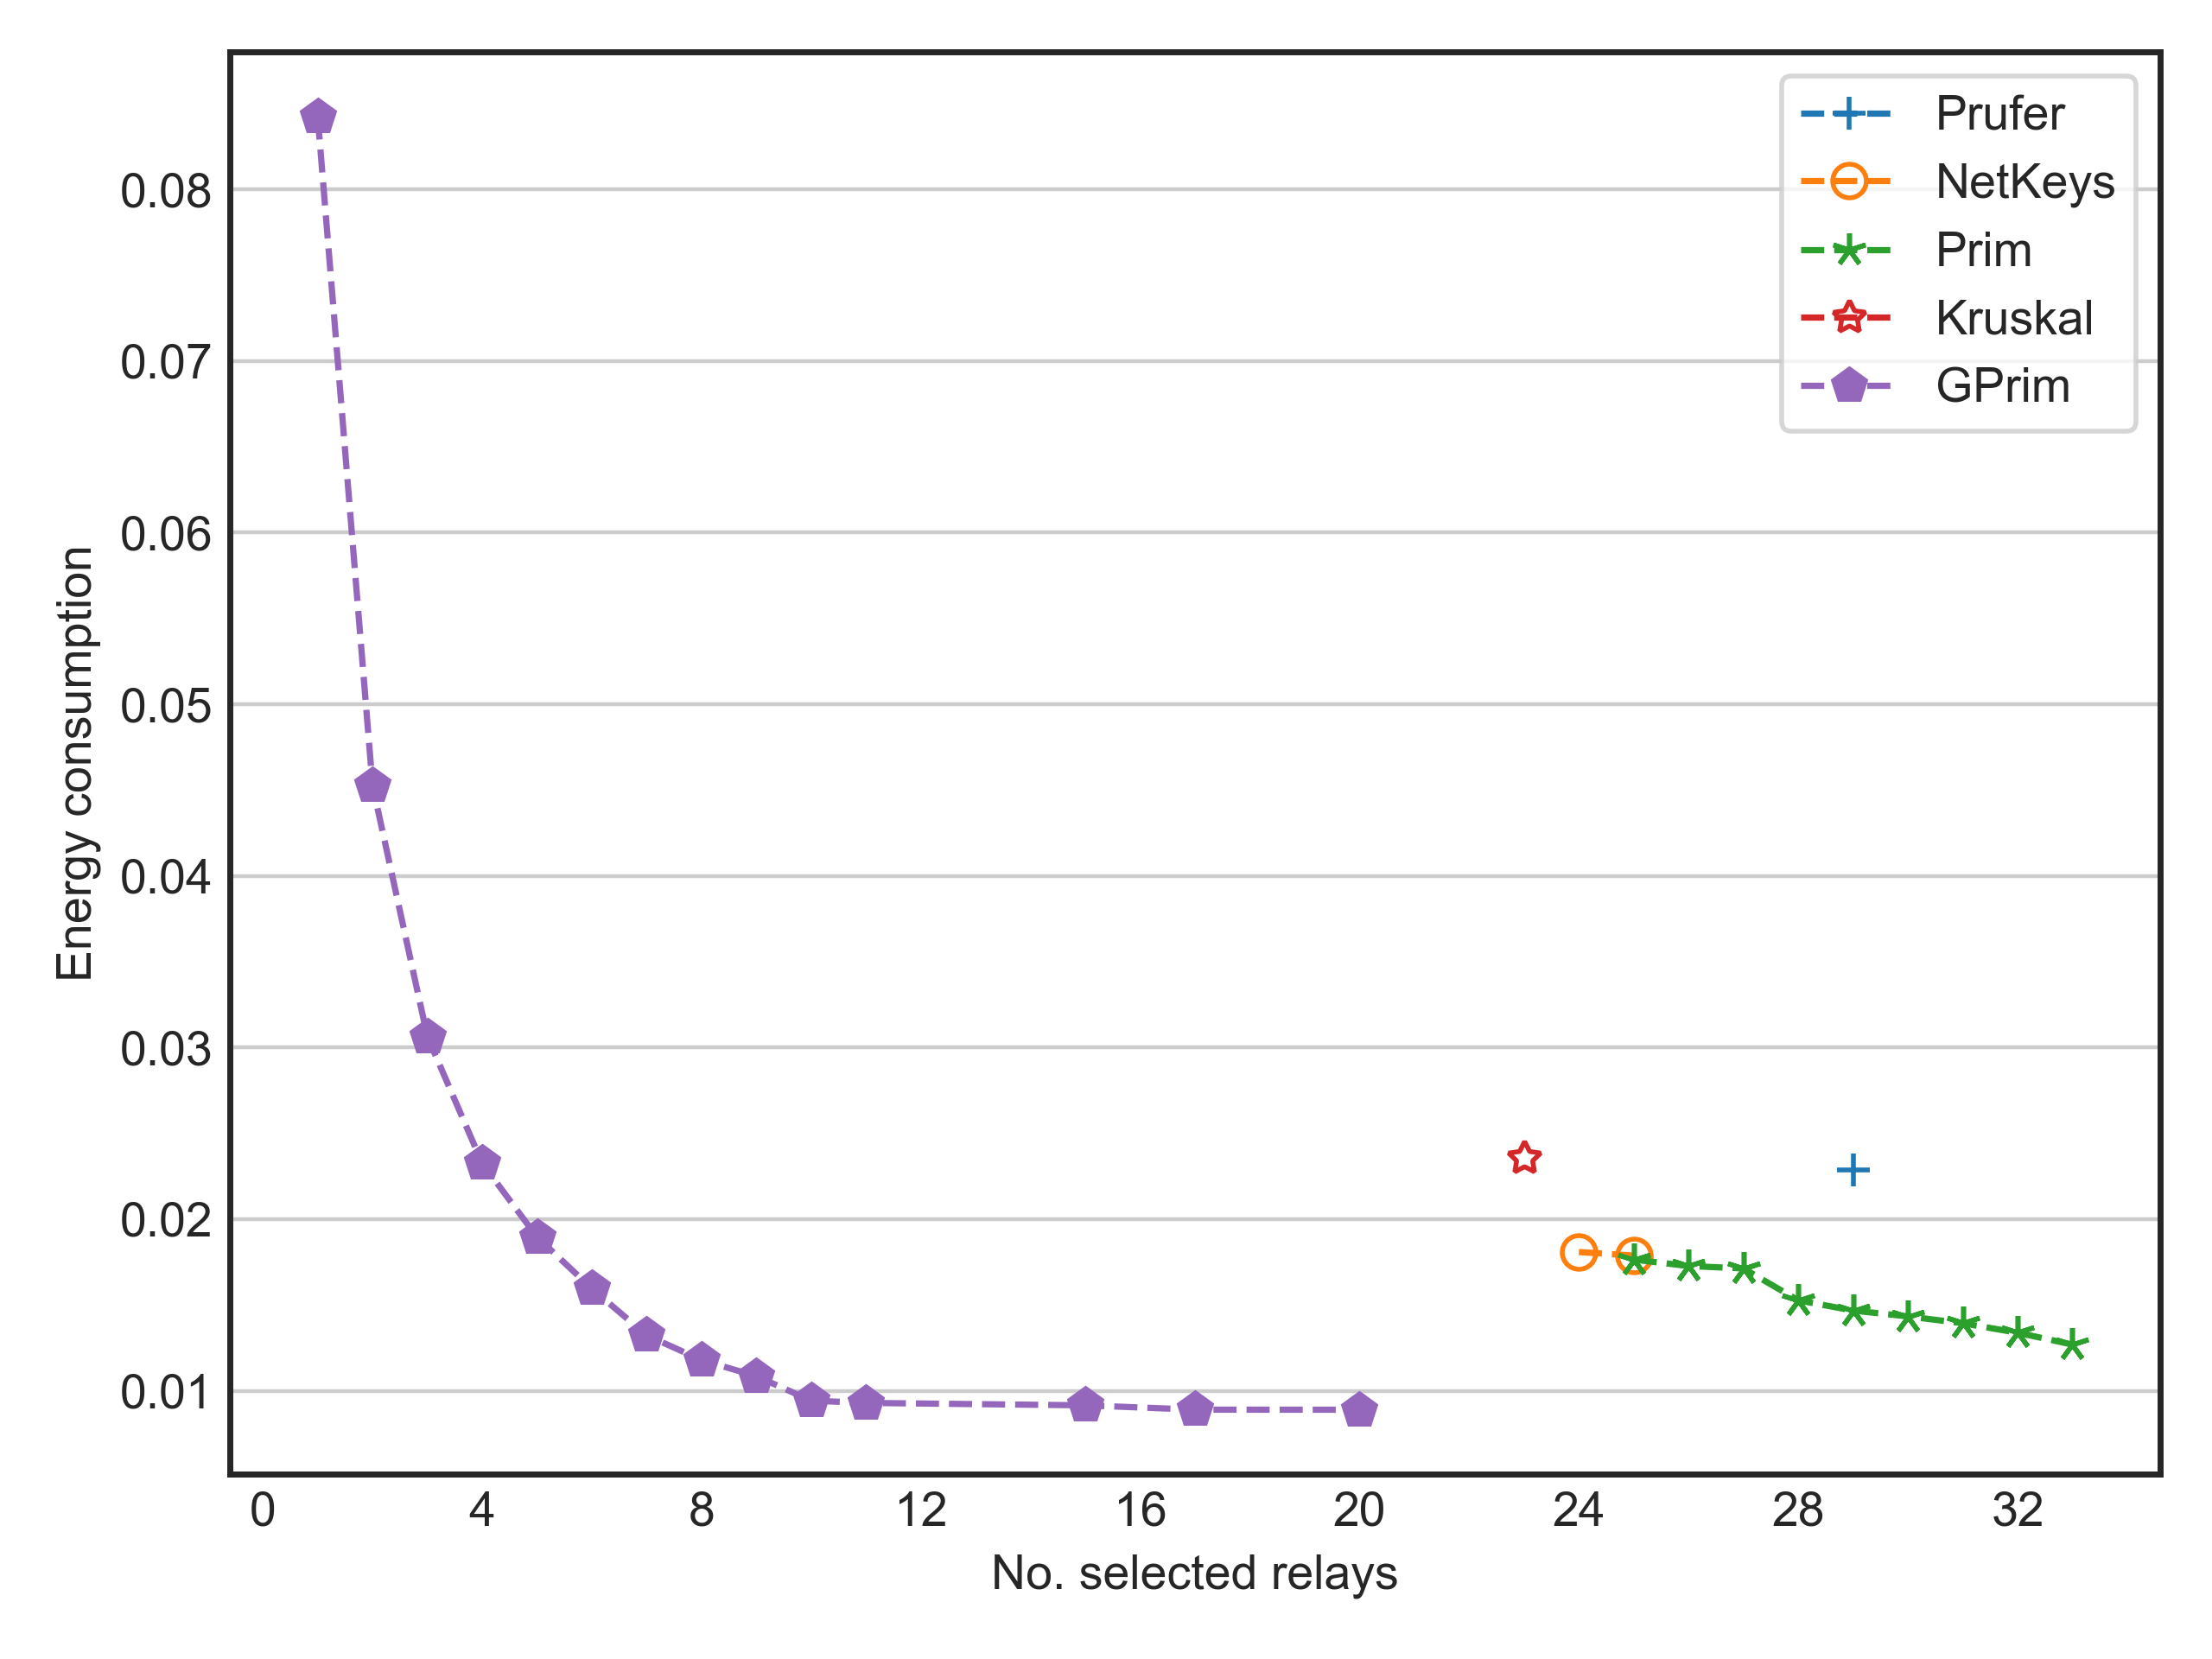 Prufer
NetKeys
Prim
Kruskal
GPrim
0.08
0.07
0.06
0.05
0.04
0.03
0.02
0.01
Energy consumption
0 4 8 12 16 20 24 28 32
No. selected relays